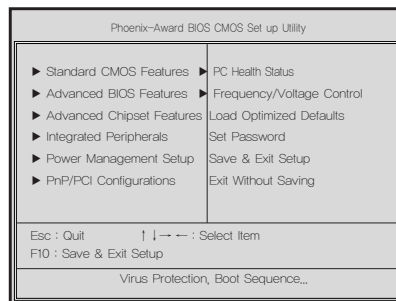 Phoenix-Award BIOS CMOS Set up Utility
▶ Standard CMOS Features
▶ Advanced BIOS Features
▶ Advanced Chipset Features
▶ Integrated Peripherals
▶ Power Management Setup
▶ PnP/PCI Configurations
▶ PC Health Status
▶ Frequency/Voltage Control
Load Optimized Defaults
Set Password
Save & Exit Setup
Exit Without Saving
Esc : Quit ↑↓→← : Select Item
F10 : Save & Exit Setup
Virus Protection, Boot Sequence...